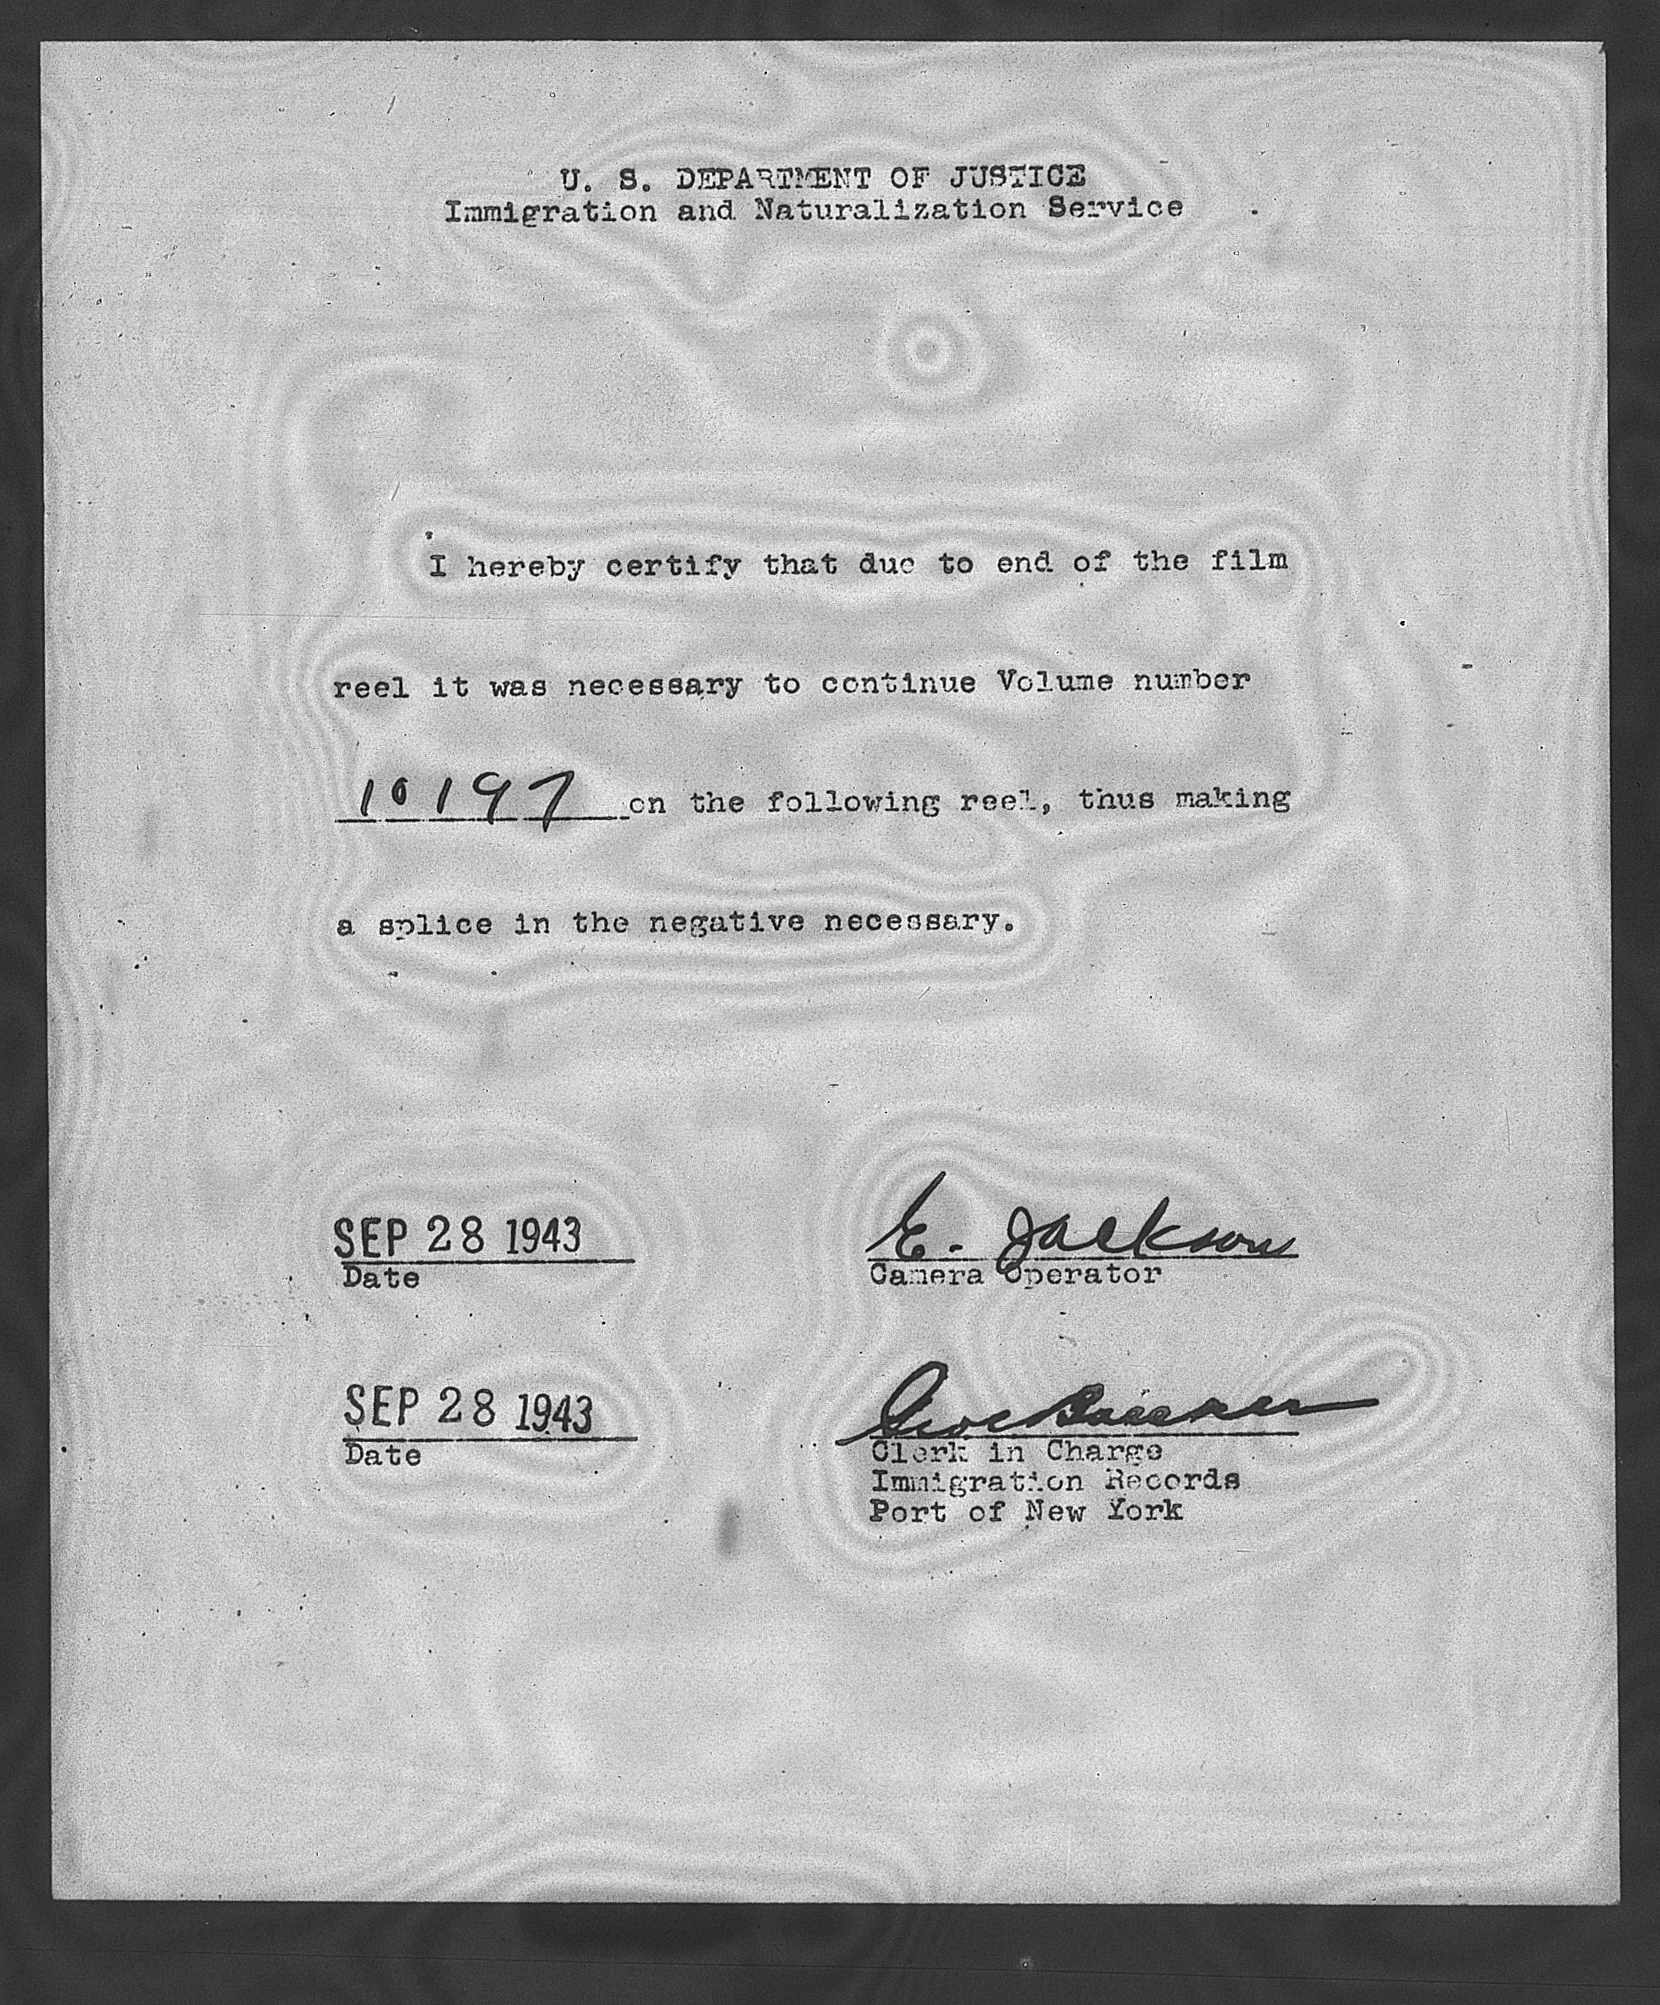 U. S. DEPARTMENT OF JUSTICE
Immigration and Naturalization Service
I hereby certify that due to end of the film
reel it was necessary to continue Volume number
10197 on the following reel, thus making
a splice in the negative necessary.
SEP 28 1943
Date
E. Jackson
Camera Operator
SEP 28 1943
Date
Clerk in Charge
Immigration Records
Port of New York